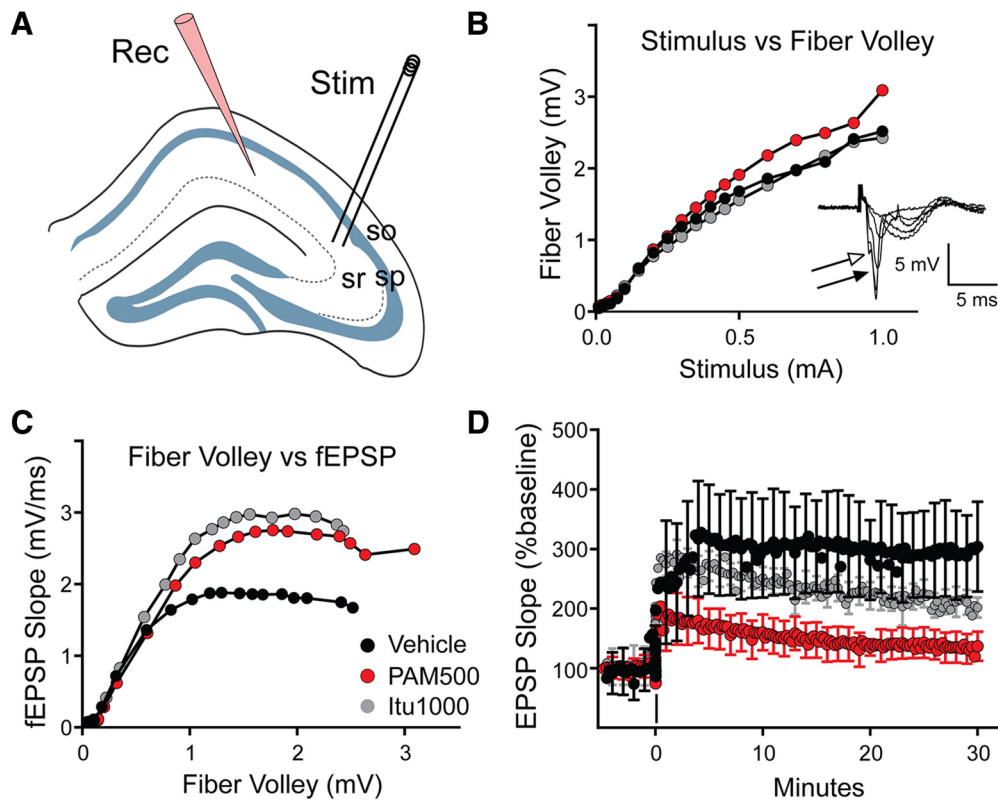 A
Rec
Stim
so
sr
sp
B
Stimulus vs Fiber Volley
Fiber Volley (mV)
3
2
1
0
0.0
0.5
1.0
Stimulus (mA)
5 mV
5 ms
C
Fiber Volley vs fEPSP
fEPSP Slope (mV/ms)
3
2
1
0
0
1
2
3
Fiber Volley (mV)
Vehicle
PAM500
Itu1000
D
EPSP Slope (%baseline)
500
400
300
200
100
0
10
20
30
Minutes